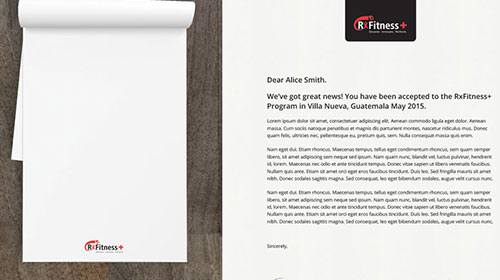 RxFitness+
RxFitness+
Dear Alice Smith.
We've got great news! You have been accepted to the RxFitness+
Program in Villa Nueva, Guatemala May 2015.
Lorem ipsum dolor sit amet, consectetuer adipiscing elit. Aenean commodo ligula eget dolor. Aenean
massa. Cum sociis natoque penatibus et magnis dis parturient montes, nascetur ridiculus mus. Donec
quam felis, ultricies nec, pellentesque eu, pretium quis, sem. Nulla consequat massa quis enim.
Nam eget dui. Etiam rhoncus. Maecenas tempus, tellus eget condimentum rhoncus, sem quam semper
libero, sit amet adipiscing sem neque sed ipsum. Nam quam nunc, blandit vel, luctus pulvinar, hendrerit
id, lorem. Maecenas nec odio et ante tincidunt tempus. Donec vitae sapien ut libero venenatis faucibus.
Nullam quis ante. Etiam sit amet orci eget eros faucibus tincidunt. Duis leo. Sed fringilla mauris sit amet
nibh. Donec sodales sagittis magna. Sed consequat, leo eget bibendum sodales, augue velit cursus nunc.
Nam eget dui. Etiam rhoncus. Maecenas tempus, tellus eget condimentum rhoncus, sem quam semper
libero, sit amet adipiscing sem neque sed ipsum. Nam quam nunc, blandit vel, luctus pulvinar, hendrerit
id, lorem. Maecenas nec odio et ante tincidunt tempus. Donec vitae sapien ut libero venenatis faucibus.
Nullam quis ante. Etiam sit amet orci eget eros faucibus tincidunt. Duis leo. Sed fringilla mauris sit amet
nibh. Donec sodales sagittis magna. Sed consequat, leo eget bibendum sodales, augue velit cursus nunc.
Sincerely,